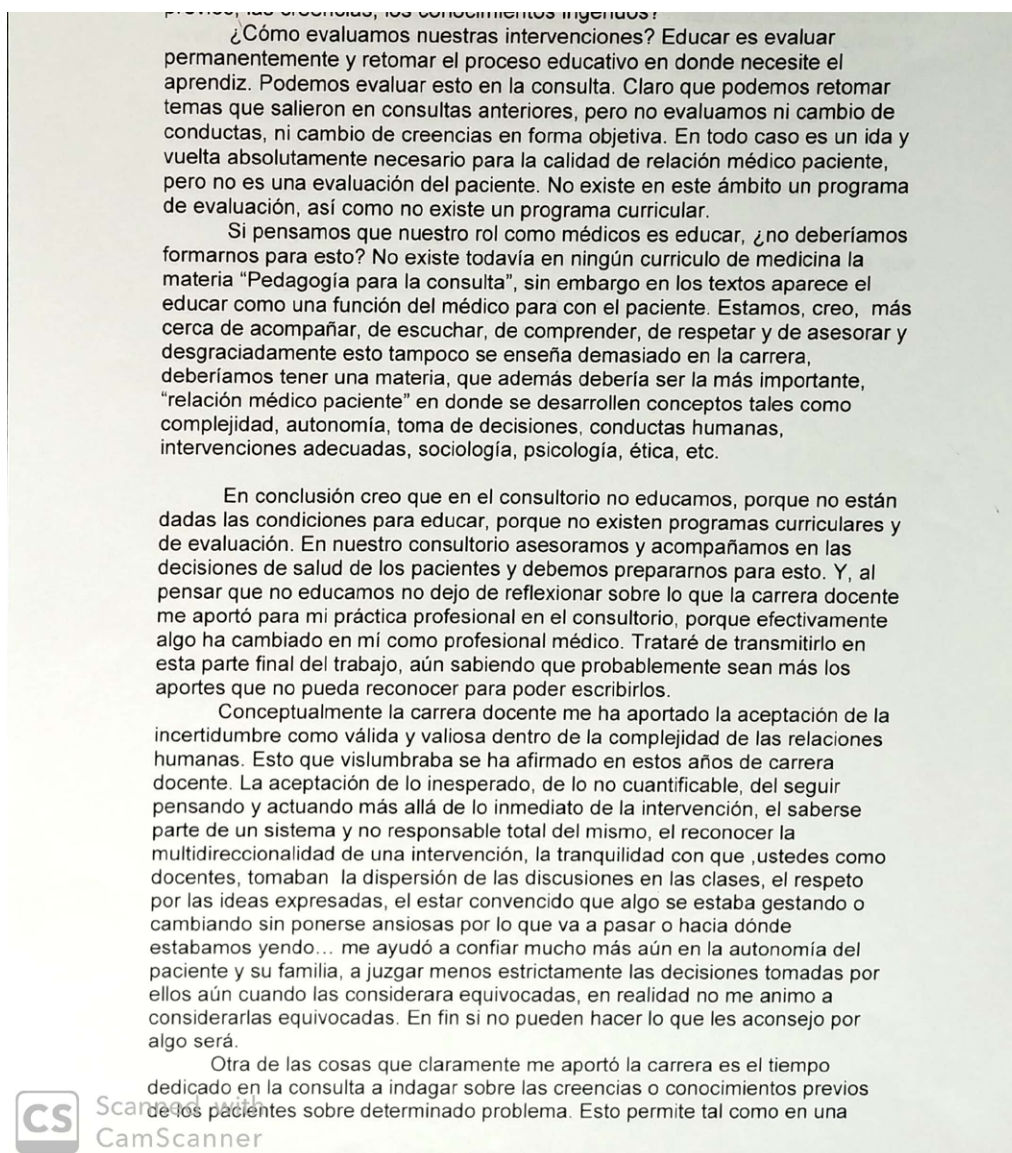 previos, las creencias, los conocimientos ingenuos?
¿Cómo evaluamos nuestras intervenciones? Educar es evaluar
permanentemente y retomar el proceso educativo en donde necesite el
aprendiz. Podemos evaluar esto en la consulta. Claro que podemos retomar
temas que salieron en consultas anteriores, pero no evaluamos ni cambio de
conductas, ni cambio de creencias en forma objetiva. En todo caso es un ida y
vuelta absolutamente necesario para la calidad de relación médico paciente,
pero no es una evaluación del paciente. No existe en este ámbito un programa
de evaluación, así como no existe un programa curricular.
Si pensamos que nuestro rol como médicos es educar, ¿no deberíamos
formarnos para esto? No existe todavía en ningún curriculo de medicina la
materia “Pedagogía para la consulta”, sin embargo en los textos aparece el
educar como una función del médico para con el paciente. Estamos, creo, más
cerca de acompañar, de escuchar, de comprender, de respetar y de asesorar y
desgraciadamente esto tampoco se enseña demasiado en la carrera,
deberíamos tener una materia, que además debería ser la más importante,
“relación médico paciente” en donde se desarrollen conceptos tales como
complejidad, autonomía, toma de decisiones, conductas humanas,
intervenciones adecuadas, sociología, psicología, ética, etc.
En conclusión creo que en el consultorio no educamos, porque no están
dadas las condiciones para educar, porque no existen programas curriculares y
de evaluación. En nuestro consultorio asesoramos y acompañamos en las
decisiones de salud de los pacientes y debemos prepararnos para esto. Y, al
pensar que no educamos no dejo de reflexionar sobre lo que la carrera docente
me aportó para mi práctica profesional en el consultorio, porque efectivamente
algo ha cambiado en mí como profesional médico. Trataré de transmitirlo en
esta parte final del trabajo, aún sabiendo que probablemente sean más los
aportes que no pueda reconocer para poder escribirlos.
Conceptualmente la carrera docente me ha aportado la aceptación de la
incertidumbre como válida y valiosa dentro de la complejidad de las relaciones
humanas. Esto que vislumbraba se ha afirmado en estos años de carrera
docente. La aceptación de lo inesperado, de lo no cuantificable, del seguir
pensando y actuando más allá de lo inmediato de la intervención, el saberse
parte de un sistema y no responsable total del mismo, el reconocer la
multidireccionalidad de una intervención, la tranquilidad con que ,ustedes como
docentes, tomaban la dispersión de las discusiones en las clases, el respeto
por las ideas expresadas, el estar convencido que algo se estaba gestando o
cambiando sin ponerse ansiosas por lo que va a pasar o hacia dónde
estabamos yendo... me ayudó a confiar mucho más aún en la autonomía del
paciente y su familia, a juzgar menos estrictamente las decisiones tomadas por
ellos aún cuando las considerara equivocadas, en realidad no me animo a
considerarlas equivocadas. En fin si no pueden hacer lo que les aconsejo por
algo será.
Otra de las cosas que claramente me aportó la carrera es el tiempo
dedicado en la consulta a indagar sobre las creencias o conocimientos previos
de los pacientes sobre determinado problema. Esto permite tal como en una
CS Scanned with
CamScanner